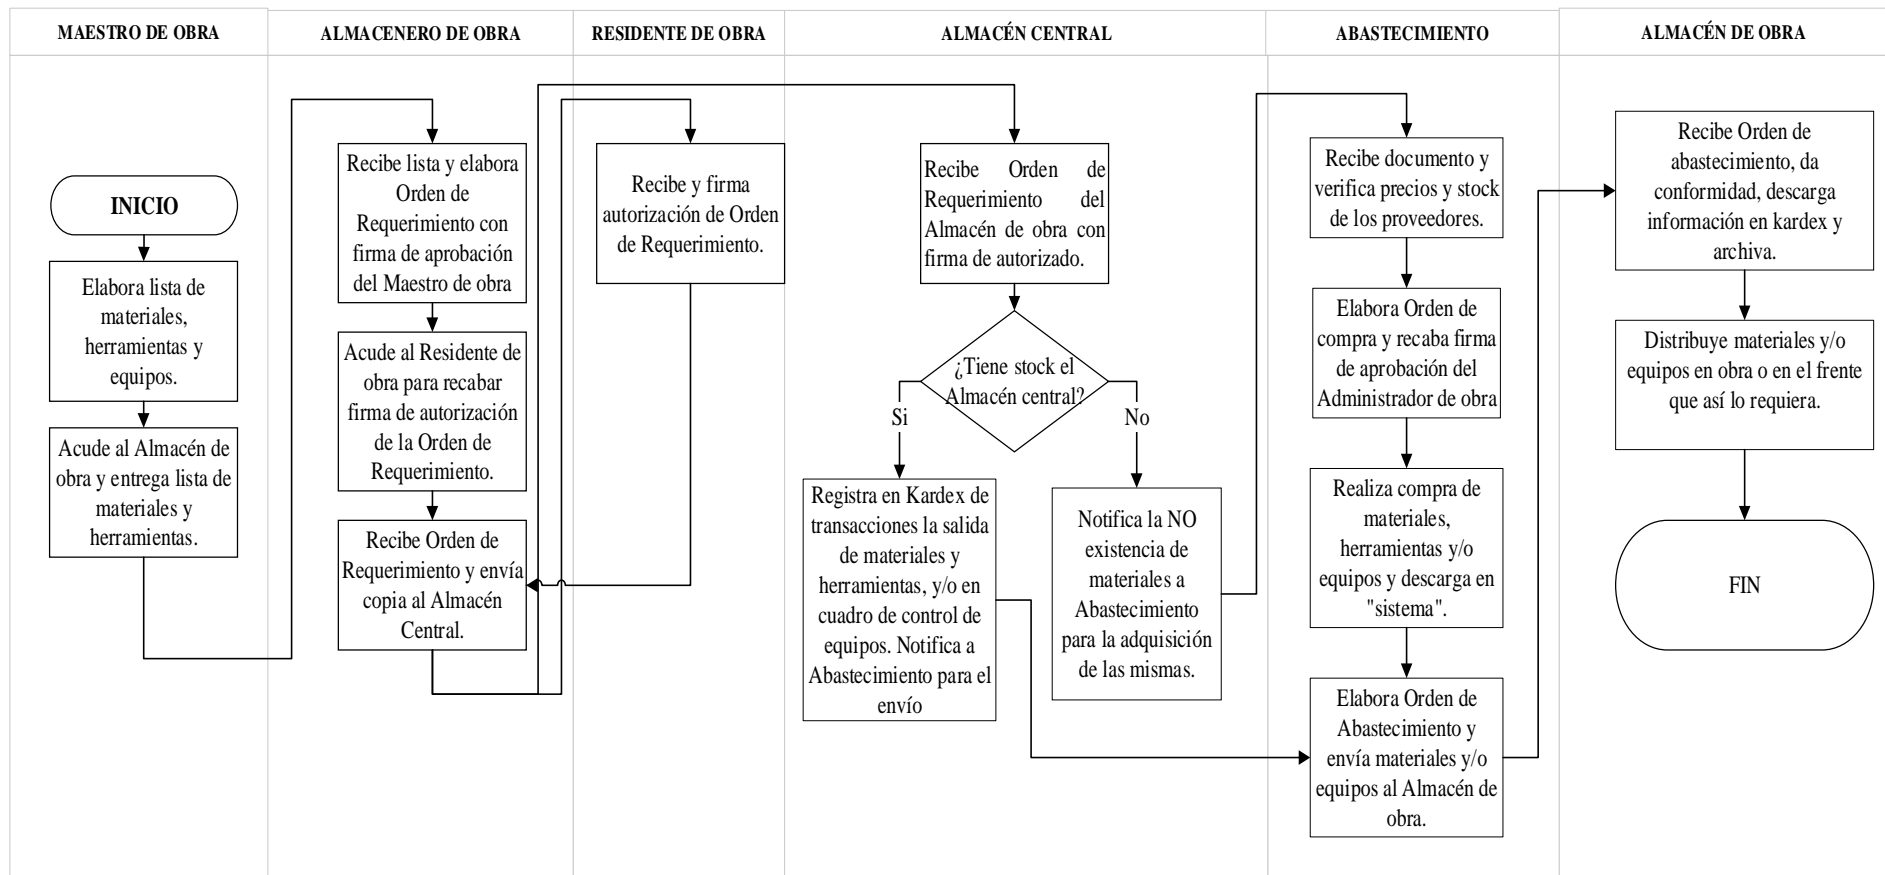 MAESTRO DE OBRA
ALMACENERO DE OBRA
RESIDENTE DE OBRA
ALMACÉN CENTRAL
ABASTECIMIENTO
ALMACÉN DE OBRA
INICIO
Elabora lista de
materiales,
herramientas y
equipos.
Acude al Almacén de
obra y entrega lista de
materiales y
herramientas.
Recibe lista y elabora
Orden de
Requerimiento con
firma de aprobación
del Maestro de obra
Acude al Residente de
obra para recabar
firma de autorización
de la Orden de
Requerimiento.
Recibe Orden de
Requerimiento y envía
copia al Almacén
Central.
Recibe y firma
autorización de Orden
de Requerimiento.
Recibe Orden de
Requerimiento del
Almacén de obra con
firma de autorizado.
¿Tiene stock el
Almacén central?
Si
No
Registra en Kardex de
transacciones la salida
de materiales y
herramientas, y/o en
cuadro de control de
equipos. Notifica a
Abastecimiento para el
envío
Notifica la NO
existencia de
materiales a
Abastecimiento
para la adquisición
de las mismas.
Recibe documento y
verifica precios y stock
de los proveedores.
Elabora Orden de
compra y recaba firma
de aprobación del
Administrador de obra
Realiza compra de
materiales,
herramientas y/o
equipos y descarga en
"sistema".
Elabora Orden de
Abastecimiento y
envía materiales y/o
equipos al Almacén de
obra.
Recibe Orden de
abastecimiento, da
conformidad, descarga
información en kardex y
archiva.
Distribuye materiales y/o
equipos en obra o en el frente
que así lo requiera.
FIN